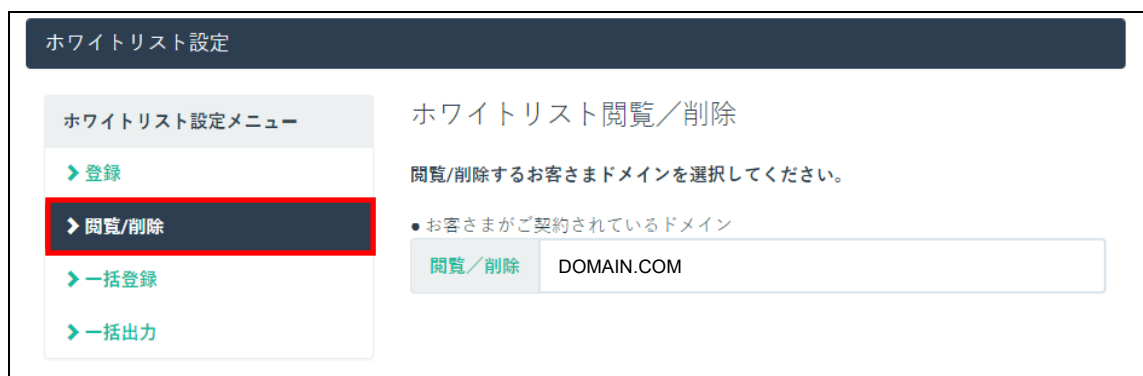 ホワイトリスト設定
ホワイトリスト設定メニュー
登録
閲覧/削除
一括登録
一括出力
ホワイトリスト閲覧／削除
閲覧/削除するお客さまドメインを選択してください。
● お客さまがご契約されているドメイン
閲覧／削除 DOMAIN.COM